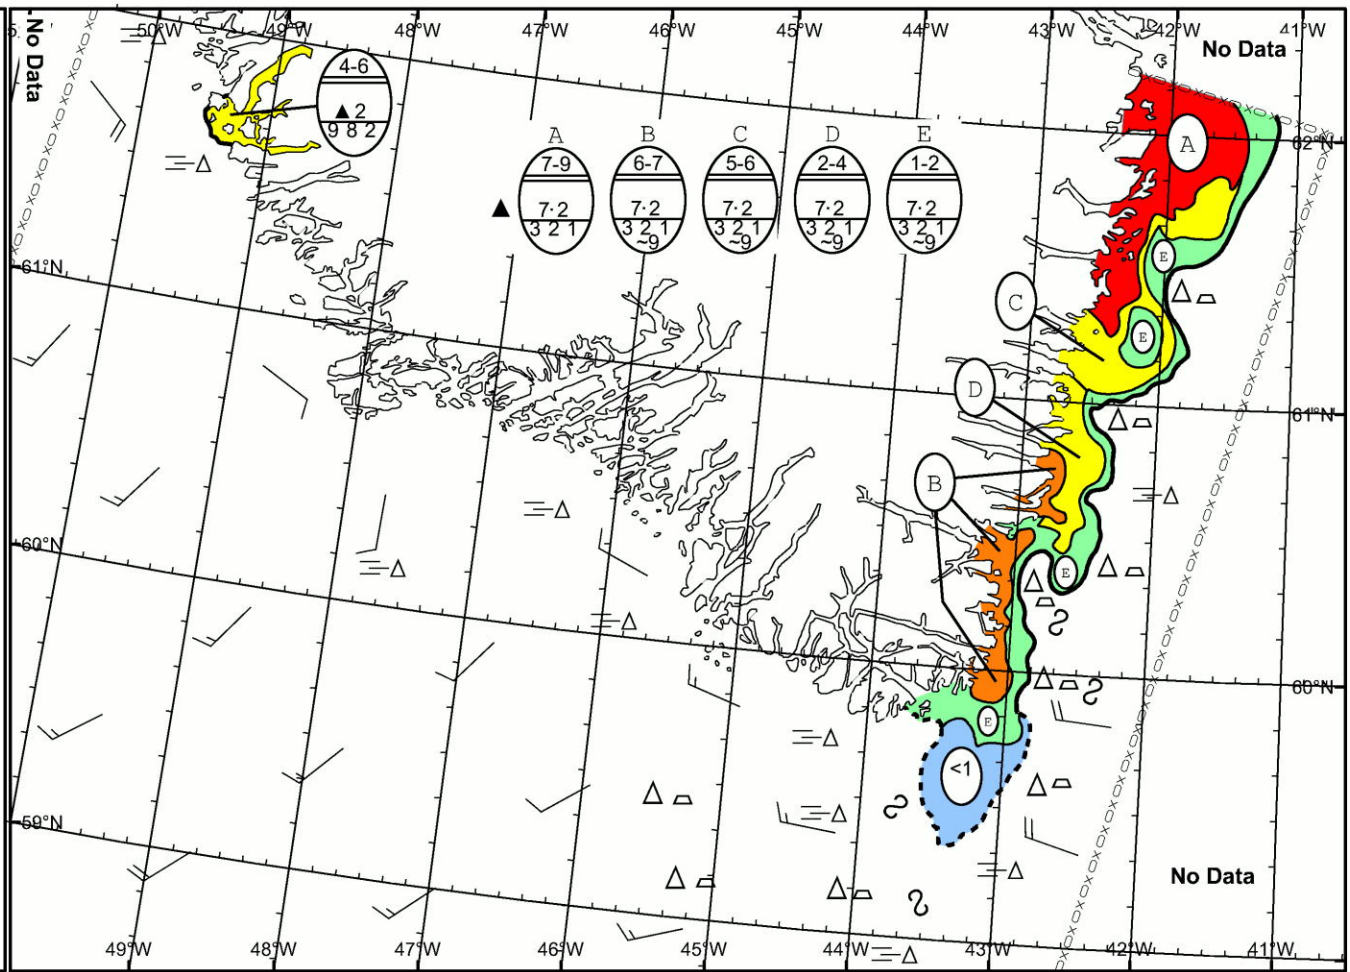 50°W 49°W 48°W 47°W 46°W 45°W 44°W 43°W 42°W 41°W
No Data
No Data
4-6
▲ 2
9 8 2
A B C D E
7-9 6-7 5-6 2-4 1-2
▲ 7·2 7·2 7·2 7·2 7·2
3 2 1 3 2 1 3 2 1 3 2 1 3 2 1
~9 ~9 ~9 ~9
A
62°N
E
61°N
C
E
D
61°N
B
60°N
E
60°N
E
<1
59°N
No Data
49°W 48°W 47°W 46°W 45°W 44°W 43°W 42°W 41°W